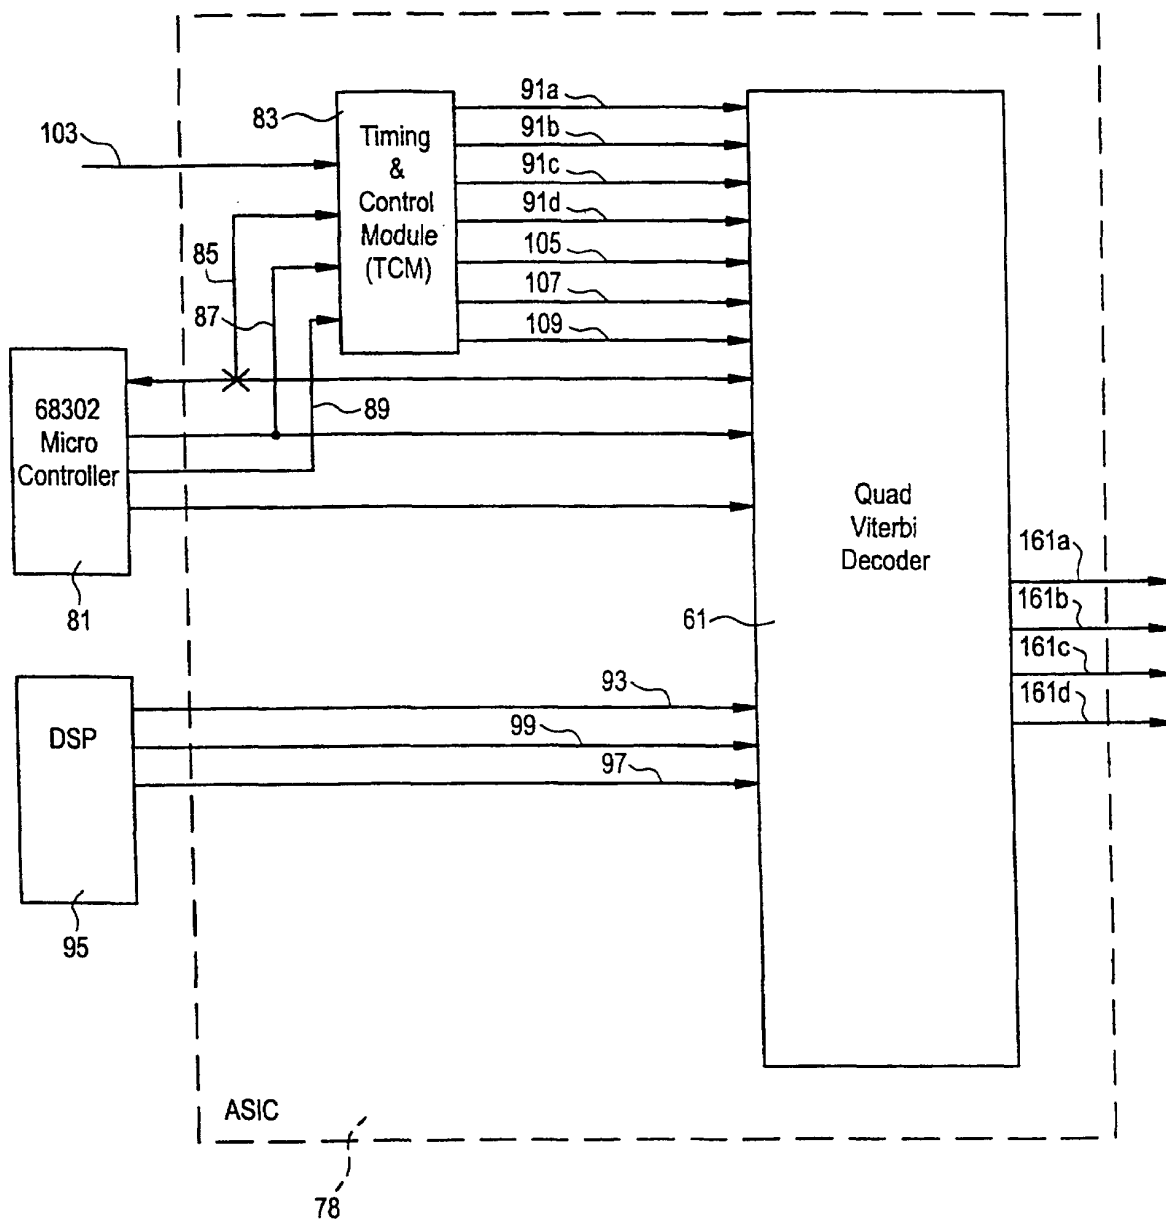 91a
83
Timing
&
Control
Module
(TCM)
103
91b
91c
91d
85
105
87
107
109
68302
Micro
Controller
89
81
Quad
Viterbi
Decoder
161a
161b
61
161c
161d
93
DSP
99
97
95
ASIC
78